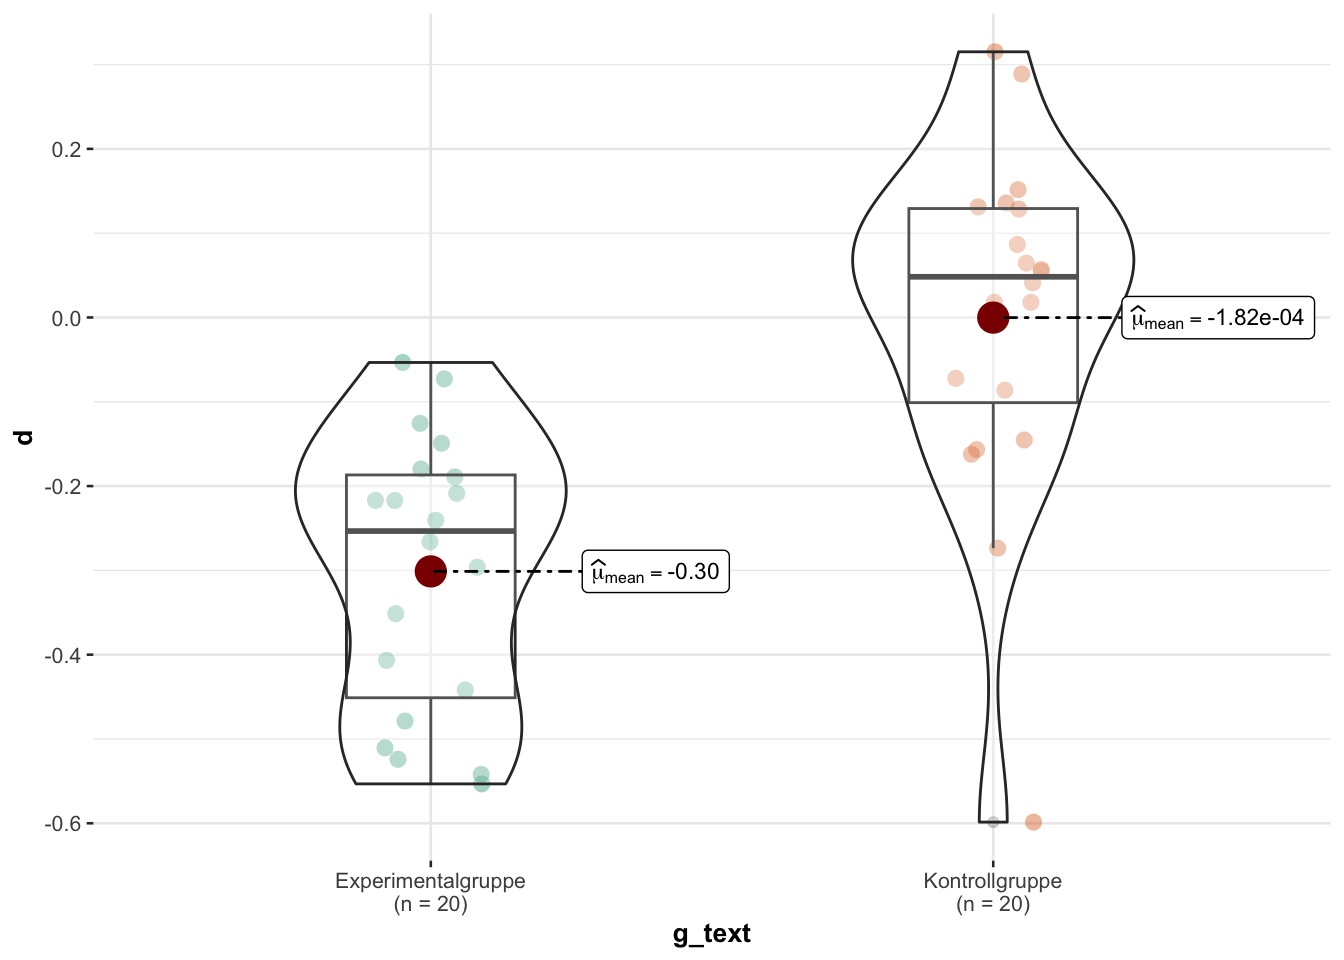 0.2
0.0
-0.2
-0.4
-0.6
d
μ̂mean = -0.30
μ̂mean = -1.82e-04
Experimentalgruppe
(n = 20)
Kontrollgruppe
(n = 20)
g_text